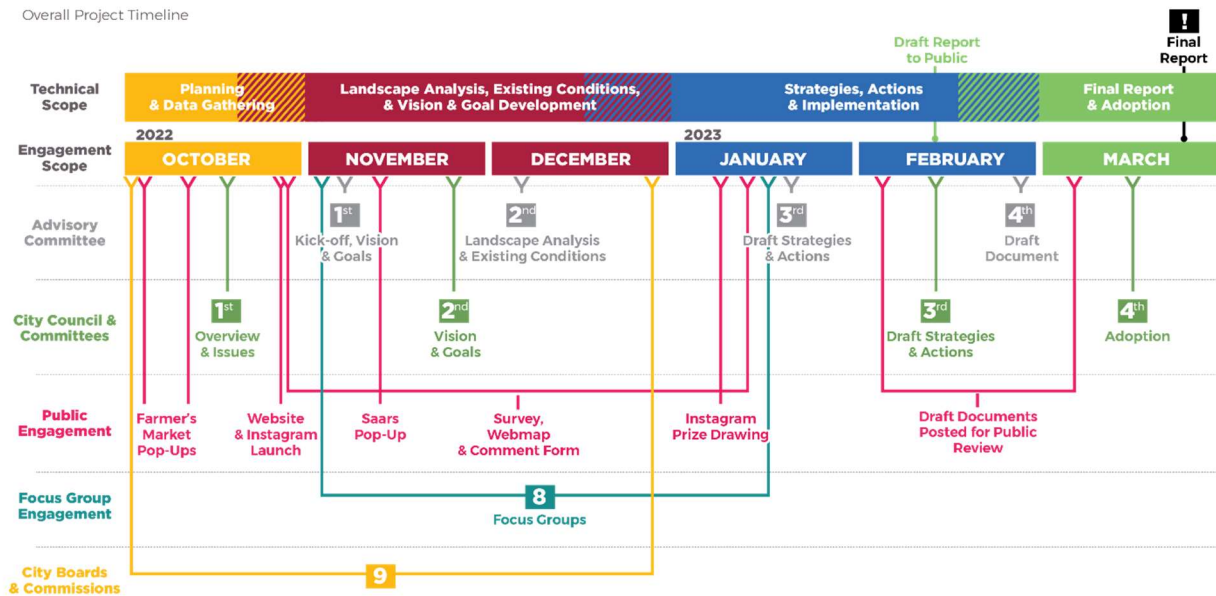 Overall Project Timeline
!
Final
Report
Draft Report
to Public
Technical
Scope
Planning
& Data Gathering
Landscape Analysis, Existing Conditions,
& Vision & Goal Development
Strategies, Actions
& Implementation
Final Report
& Adoption
2022
2023
Engagement
Scope
OCTOBER
NOVEMBER
DECEMBER
JANUARY
FEBRUARY
MARCH
Advisory
Committee
1st
Kick-off, Vision
& Goals
2nd
Landscape Analysis
& Existing Conditions
3rd
Draft Strategies
& Actions
4th
Draft
Document
City Council &
Committees
1st
Overview
& Issues
2nd
Vision
& Goals
3rd
Draft Strategies
& Actions
4th
Adoption
Public
Engagement
Farmer's
Market
Pop-Ups
Website
& Instagram
Launch
Saars
Pop-Up
Survey,
Webmap
& Comment Form
Instagram
Prize Drawing
Draft Documents
Posted for Public
Review
Focus Group
Engagement
8
Focus Groups
City Boards
& Commissions
9